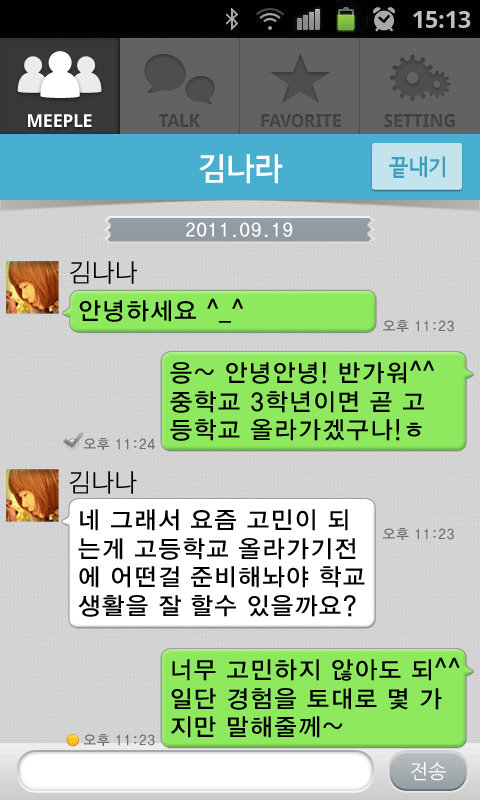 15:13
MEEPLE TALK FAVORITE SETTING
김나라 끝내기
2011.09.19
김나나
안녕하세요 ^_^
오후 11:23
응~ 안녕안녕! 반가워^^
중학교 3학년이면 곧 고
등학교 올라가겠구나!ㅎ
오후 11:24
김나나
네 그래서 요즘 고민이 되
는게 고등학교 올라가기전
에 어떤걸 준비해놔야 학교
생활을 잘 할수 있을까요?
오후 11:23
너무 고민하지 않아도 되^^
일단 경험을 토대로 몇 가
지만 말해줄께~
오후 11:23
전송